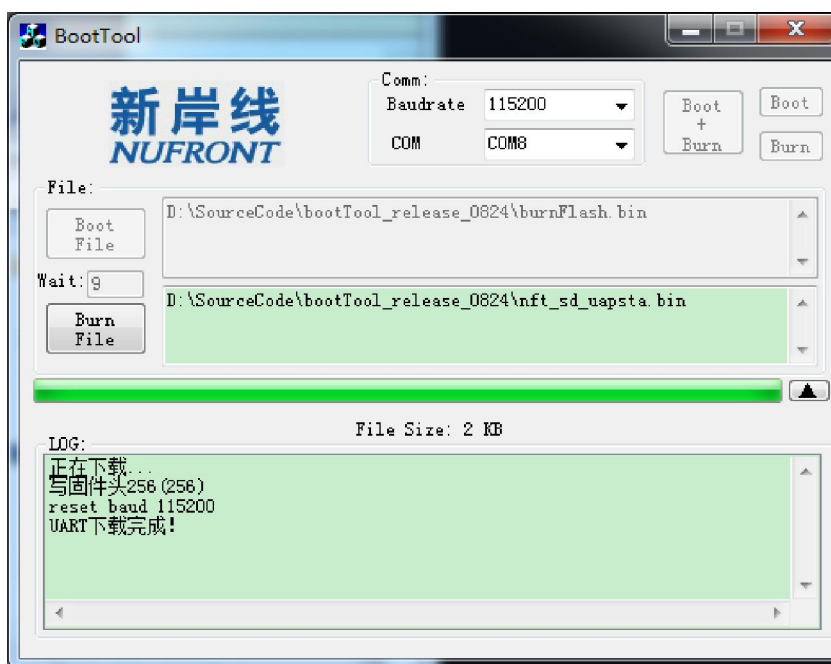 BootTool
新岸线
NUFRONT
Comm:
Baudrate 115200
COM COM8
Boot
+
Burn
Boot
Burn
File:
Boot
File
D:\SourceCode\bootTool_release_0824\burnFlash.bin
Wait: 9
Burn
File
D:\SourceCode\bootTool_release_0824\nft_sd_uapsta.bin
File Size: 2 KB
LOG:
正在下载...
写固件头256(256)
reset baud 115200
UART下载完成!